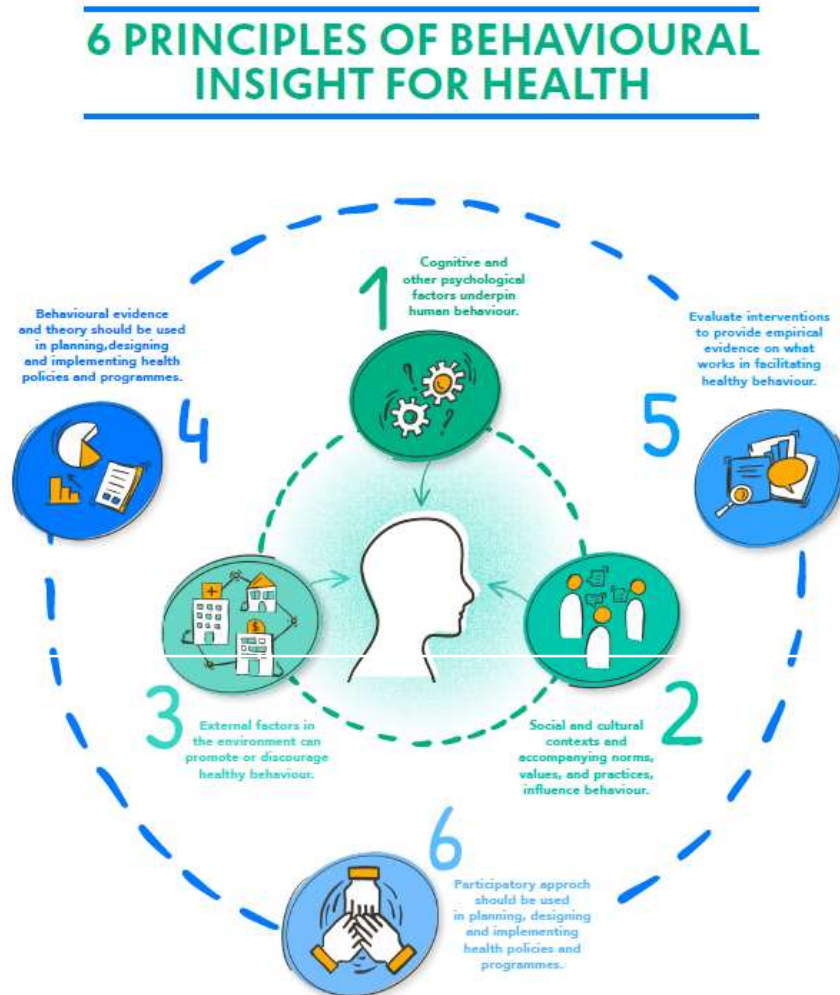 6 PRINCIPLES OF BEHAVIOURAL
INSIGHT FOR HEALTH
1
Cognitive and
other psychological
factors underpin
human behaviour.
?
?
2
Social and cultural
contexts and
accompanying norms,
values, and practices,
influence behaviour.
3
External factors in
the environment can
promote or discourage
healthy behaviour.
$
4
Behavioural evidence
and theory should be used
in planning,designing
and implementing health
policies and programmes.
5
Evaluate interventions
to provide empirical
evidence on what
works in facilitating
healthy behaviour.
6
Participatory approch
should be used
in planning, designing
and implementing
health policies and
programmes.